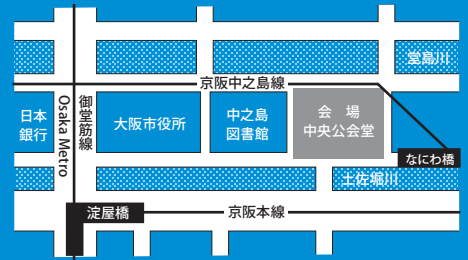 堂島川
京阪中之島線
日本
銀行
Osaka Metro
御堂筋線
大阪市役所
中之島
図書館
会　場
中央公会堂
なにわ橋
土佐堀川
淀屋橋
京阪本線